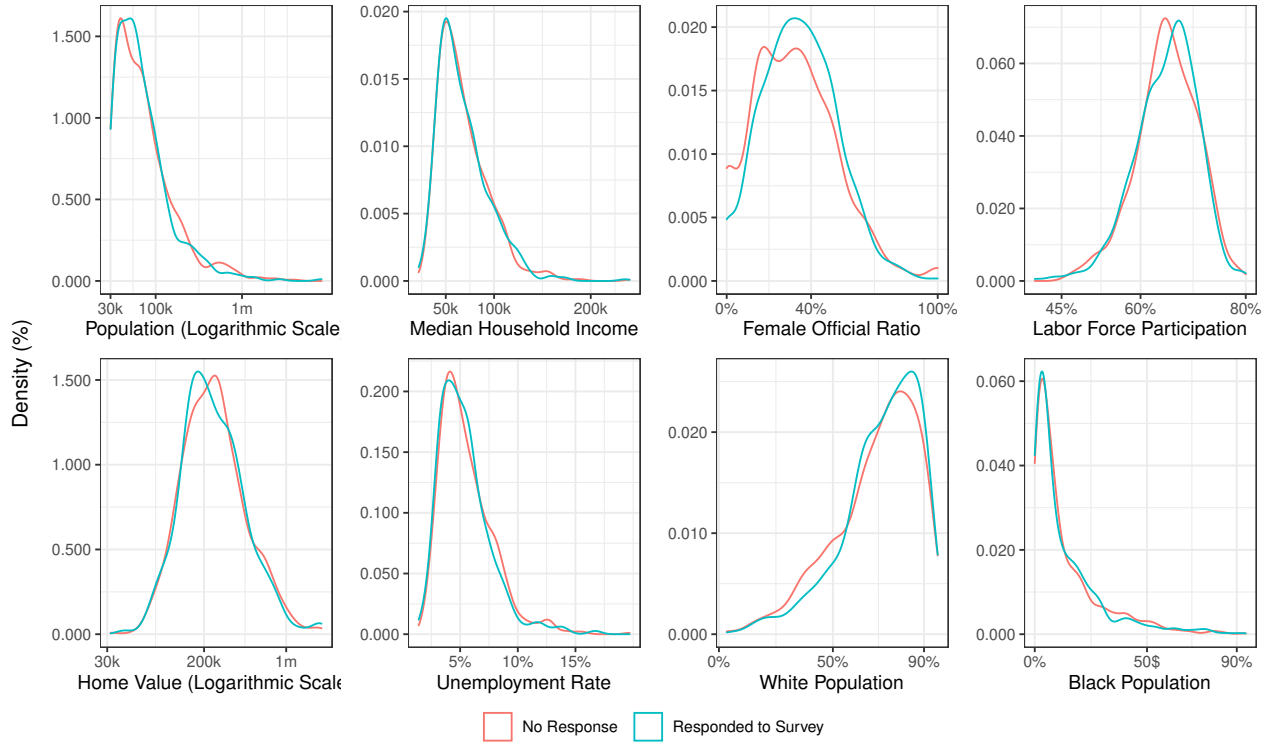 1.500
1.000
0.500
0.000
30k 100k 1m
Population (Logarithmic Scale
0.020
0.015
0.010
0.005
0.000
50k 100k 200k
Median Household Income
0.020
0.015
0.010
0.005
0.000
0% 40% 100%
Female Official Ratio
0.060
0.040
0.020
0.000
45% 60% 80%
Labor Force Participation
Density (%)
1.500
1.000
0.500
0.000
30k 200k 1m
Home Value (Logarithmic Scale
0.200
0.150
0.100
0.050
0.000
5% 10% 15%
Unemployment Rate
0.020
0.010
0.000
0% 50% 90%
White Population
0.060
0.040
0.020
0.000
0% 50$ 90%
Black Population
No Response Responded to Survey